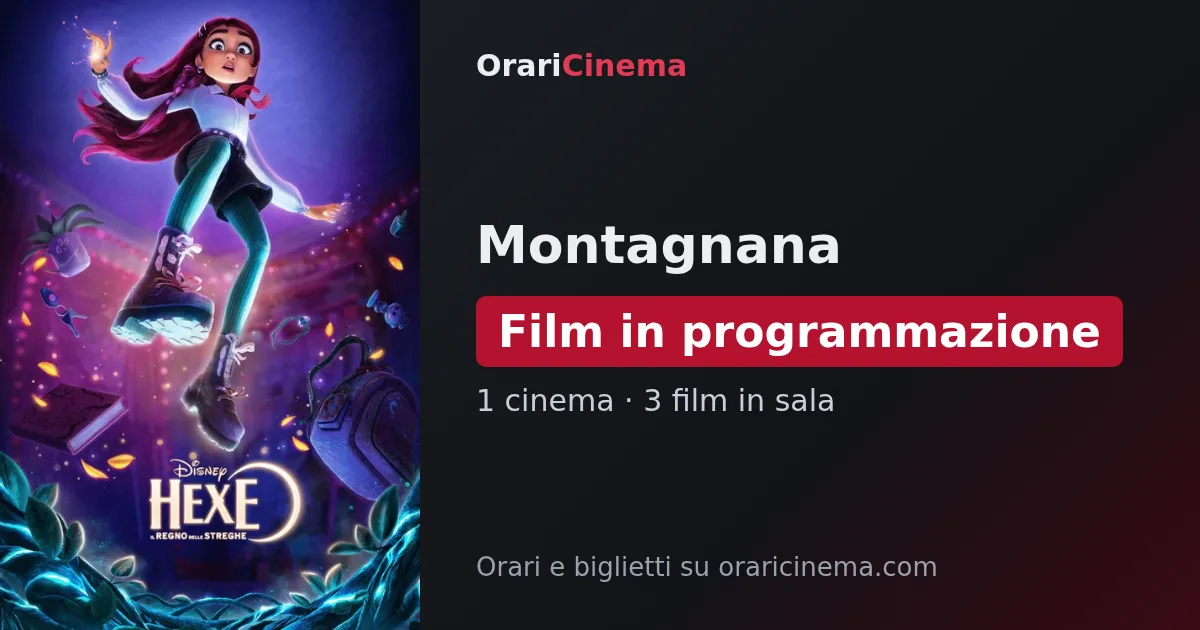 Disney
HEXE
IL REGNO DELLE STREGHE
OrariCinema
Montagnana
Film in programmazione
1 cinema · 3 film in sala
Orari e biglietti su oraricinema.com